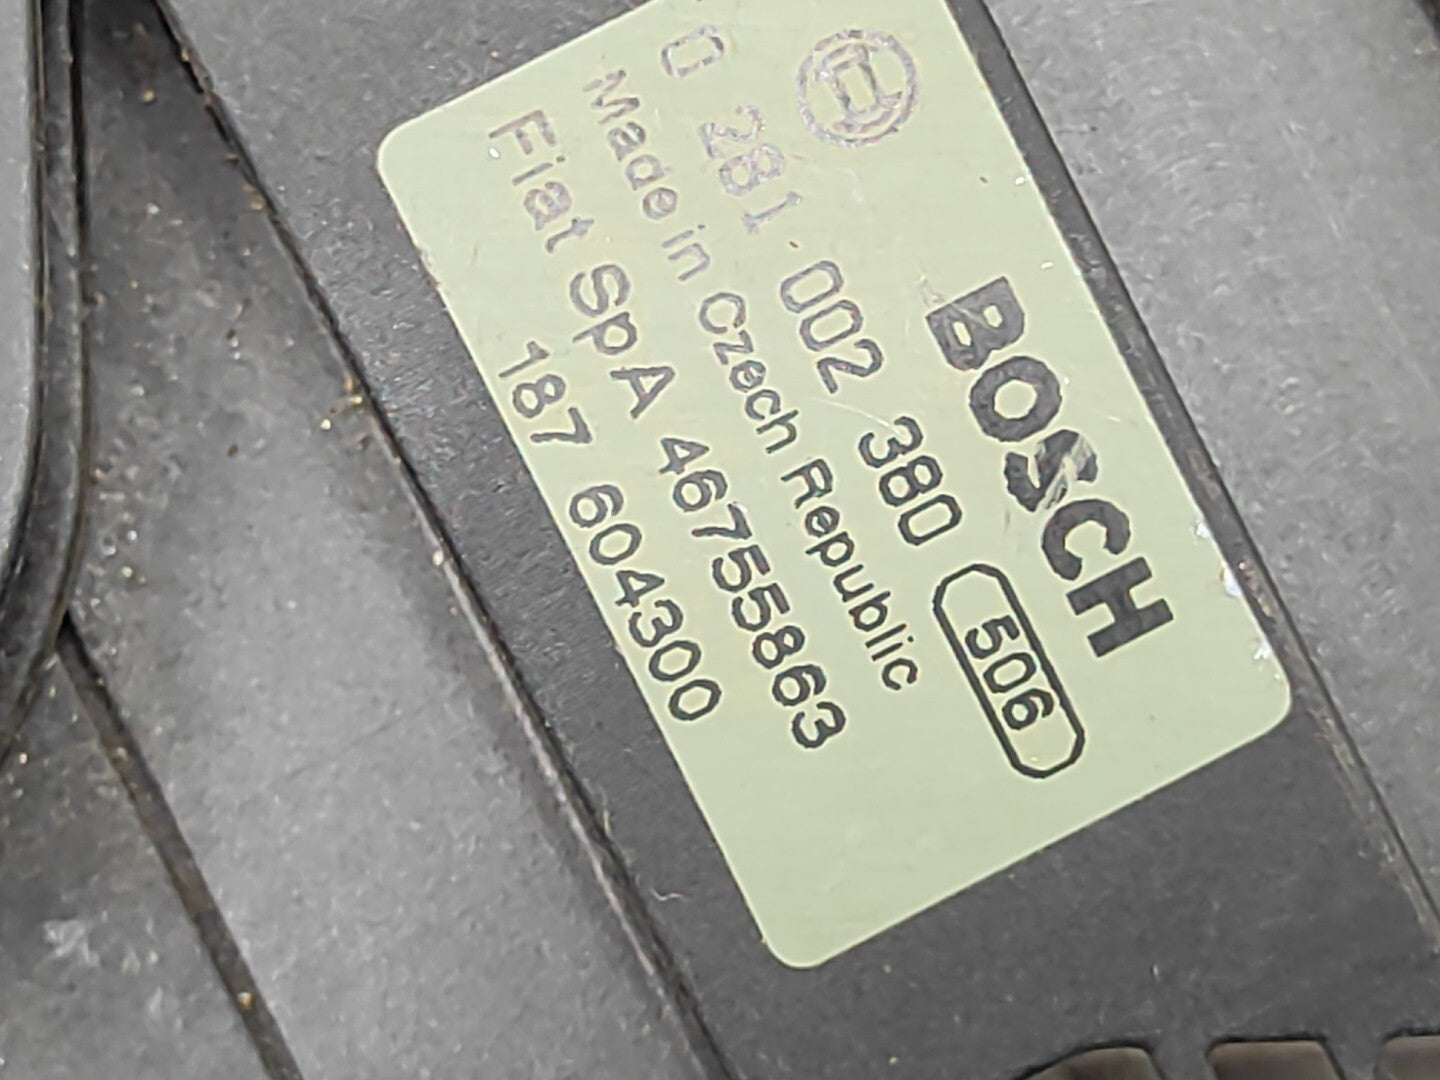 BOSCH
0 281 002 380 506
Made in Czech Republic
Fiat SpA 46755863
187 604300